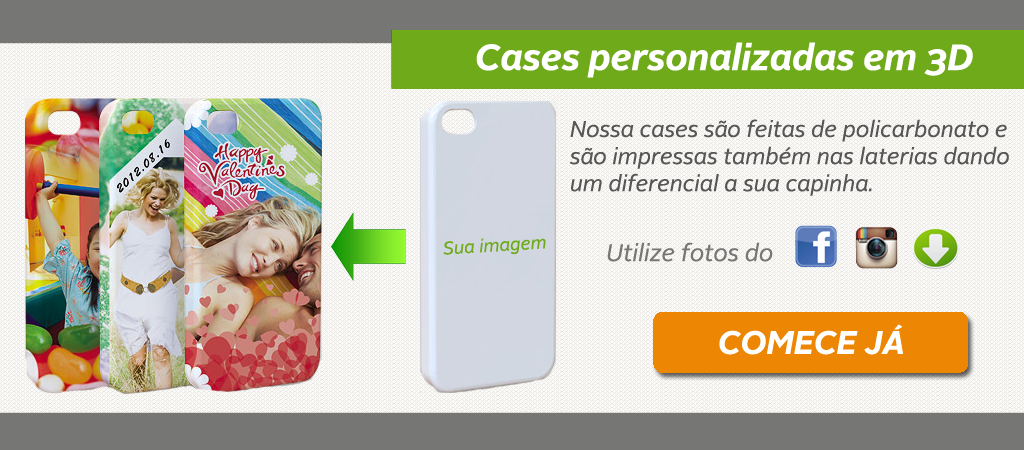 Cases personalizadas em 3D
Nossa cases são feitas de policarbonato e
são impressas também nas laterias dando
um diferencial a sua capinha.
Utilize fotos do
COMECE JÁ
Sua imagem
2012.08.16
Happy
Valentines
Day